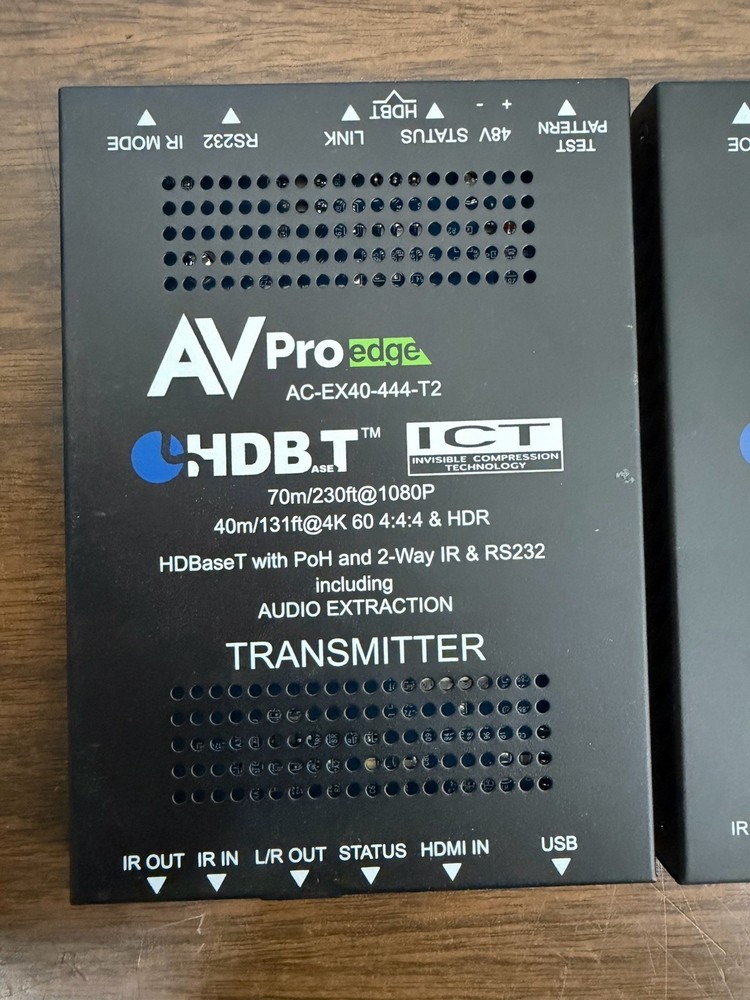 IR MODE RS232 LINK HDBT STATUS 48V - + TEST PATTERN
AV Pro edge
AC-EX40-444-T2
HDBASET™
ICT
INVISIBLE COMPRESSION
TECHNOLOGY
70m/230ft@1080P
40m/131ft@4K 60 4:4:4 & HDR
HDBaseT with PoH and 2-Way IR & RS232
including
AUDIO EXTRACTION
TRANSMITTER
IR OUT IR IN L/R OUT STATUS HDMI IN USB
IR